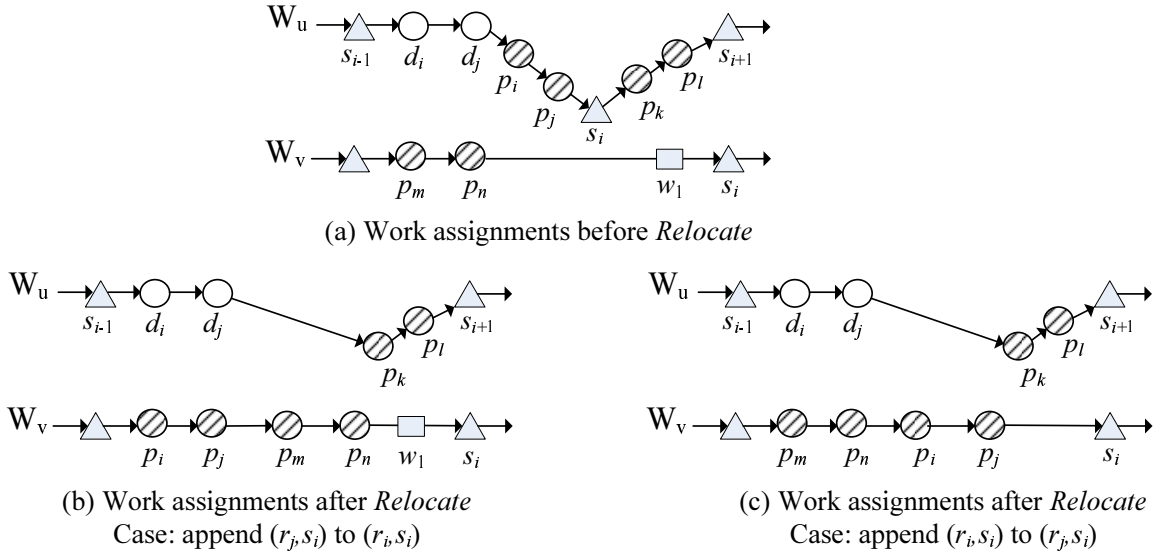 W_u s_{i-1} d_i d_j p_i p_j s_i p_k p_l s_{i+1}
W_v p_m p_n w_1 s_i
(a) Work assignments before Relocate
W_u s_{i-1} d_i d_j p_k p_l s_{i+1}
W_v p_i p_j p_m p_n w_1 s_i
(b) Work assignments after Relocate
Case: append (r_j,s_i) to (r_i,s_i)
W_u s_{i-1} d_i d_j p_k p_l s_{i+1}
W_v p_m p_n p_i p_j s_i
(c) Work assignments after Relocate
Case: append (r_i,s_i) to (r_j,s_i)